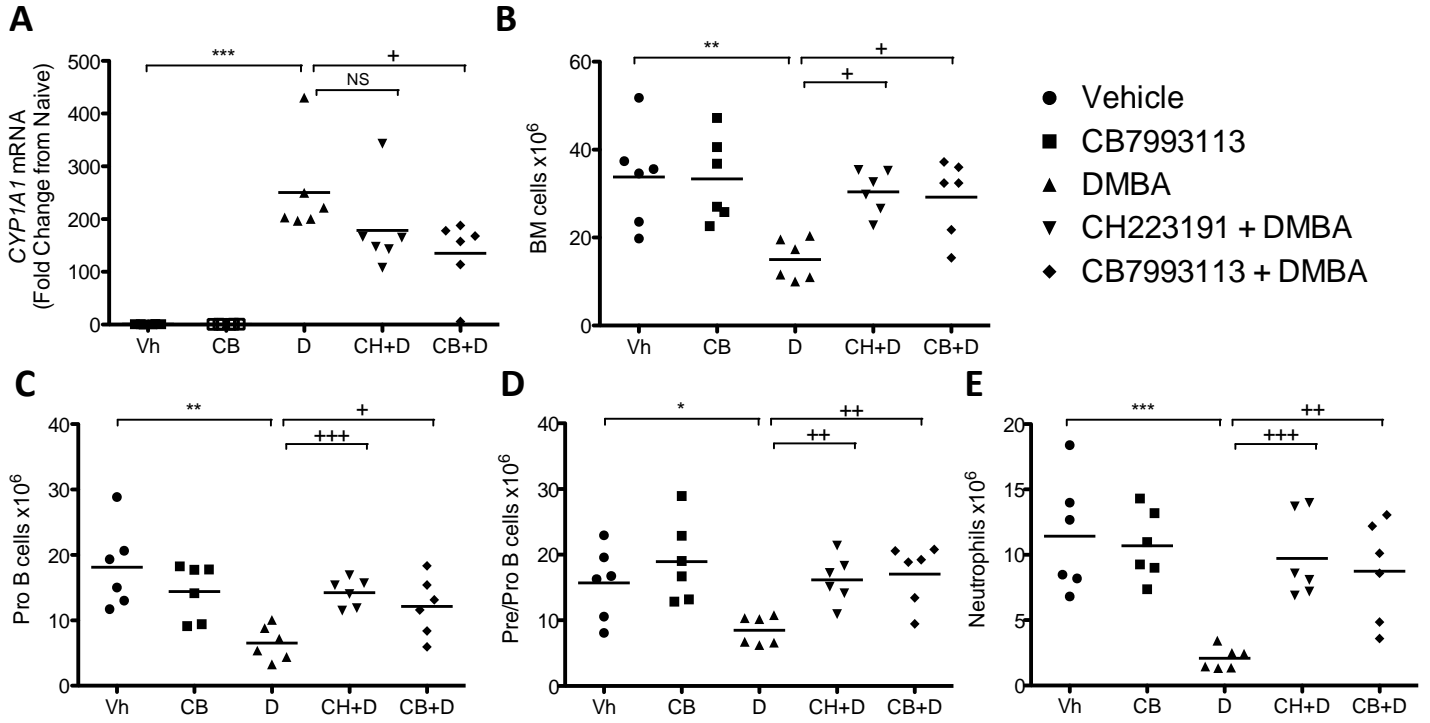 A
CYP1A1 mRNA
(Fold Change from Naive)
500
400
300
200
100
0
***
+
NS
Vh CB D CH+D CB+D
B
BM cells x10⁶
60
40
20
0
**
+
+
Vh CB D CH+D CB+D
Vehicle
CB7993113
DMBA
CH223191 + DMBA
CB7993113 + DMBA
C
Pro B cells x10⁶
40
30
20
10
0
**
+
+++
Vh CB D CH+D CB+D
D
Pre/Pro B cells x10⁶
40
30
20
10
0
*
++
++
Vh CB D CH+D CB+D
E
Neutrophils x10⁶
20
15
10
5
0
***
++
+++
Vh CB D CH+D CB+D